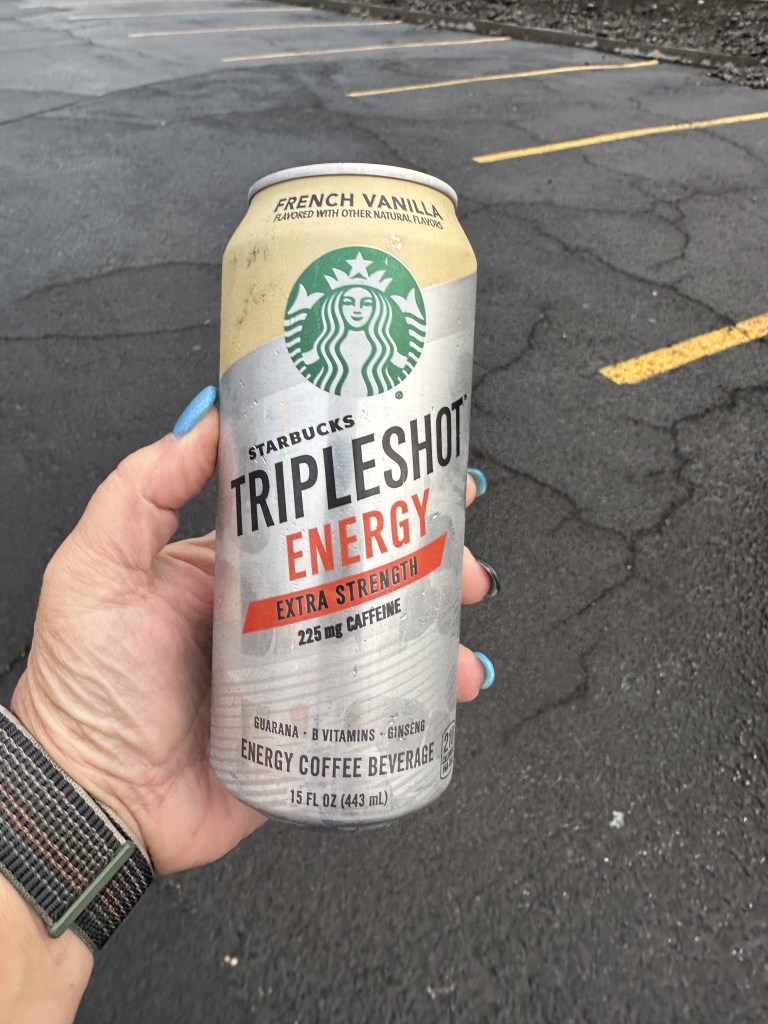 FRENCH VANILLA
FLAVORED WITH OTHER NATURAL FLAVORS
®
STARBUCKS
TRIPLESHOT™
ENERGY
EXTRA STRENGTH
225 mg CAFFEINE
GUARANA • B VITAMINS • GINSENG
ENERGY COFFEE BEVERAGE
15 FL OZ (443 mL)